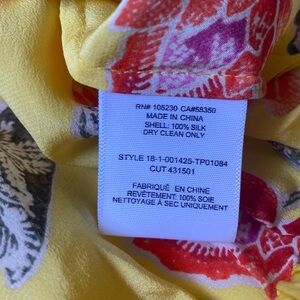 RN# 105230 CA#58350
MADE IN CHINA
SHELL: 100% SILK
DRY CLEAN ONLY
STYLE 18-1-001425-TP01084
CUT 431501
FABRIQUÉ EN CHINE
REVÊTEMENT: 100% SOIE
NETTOYAGE À SEC UNIQUEMENT